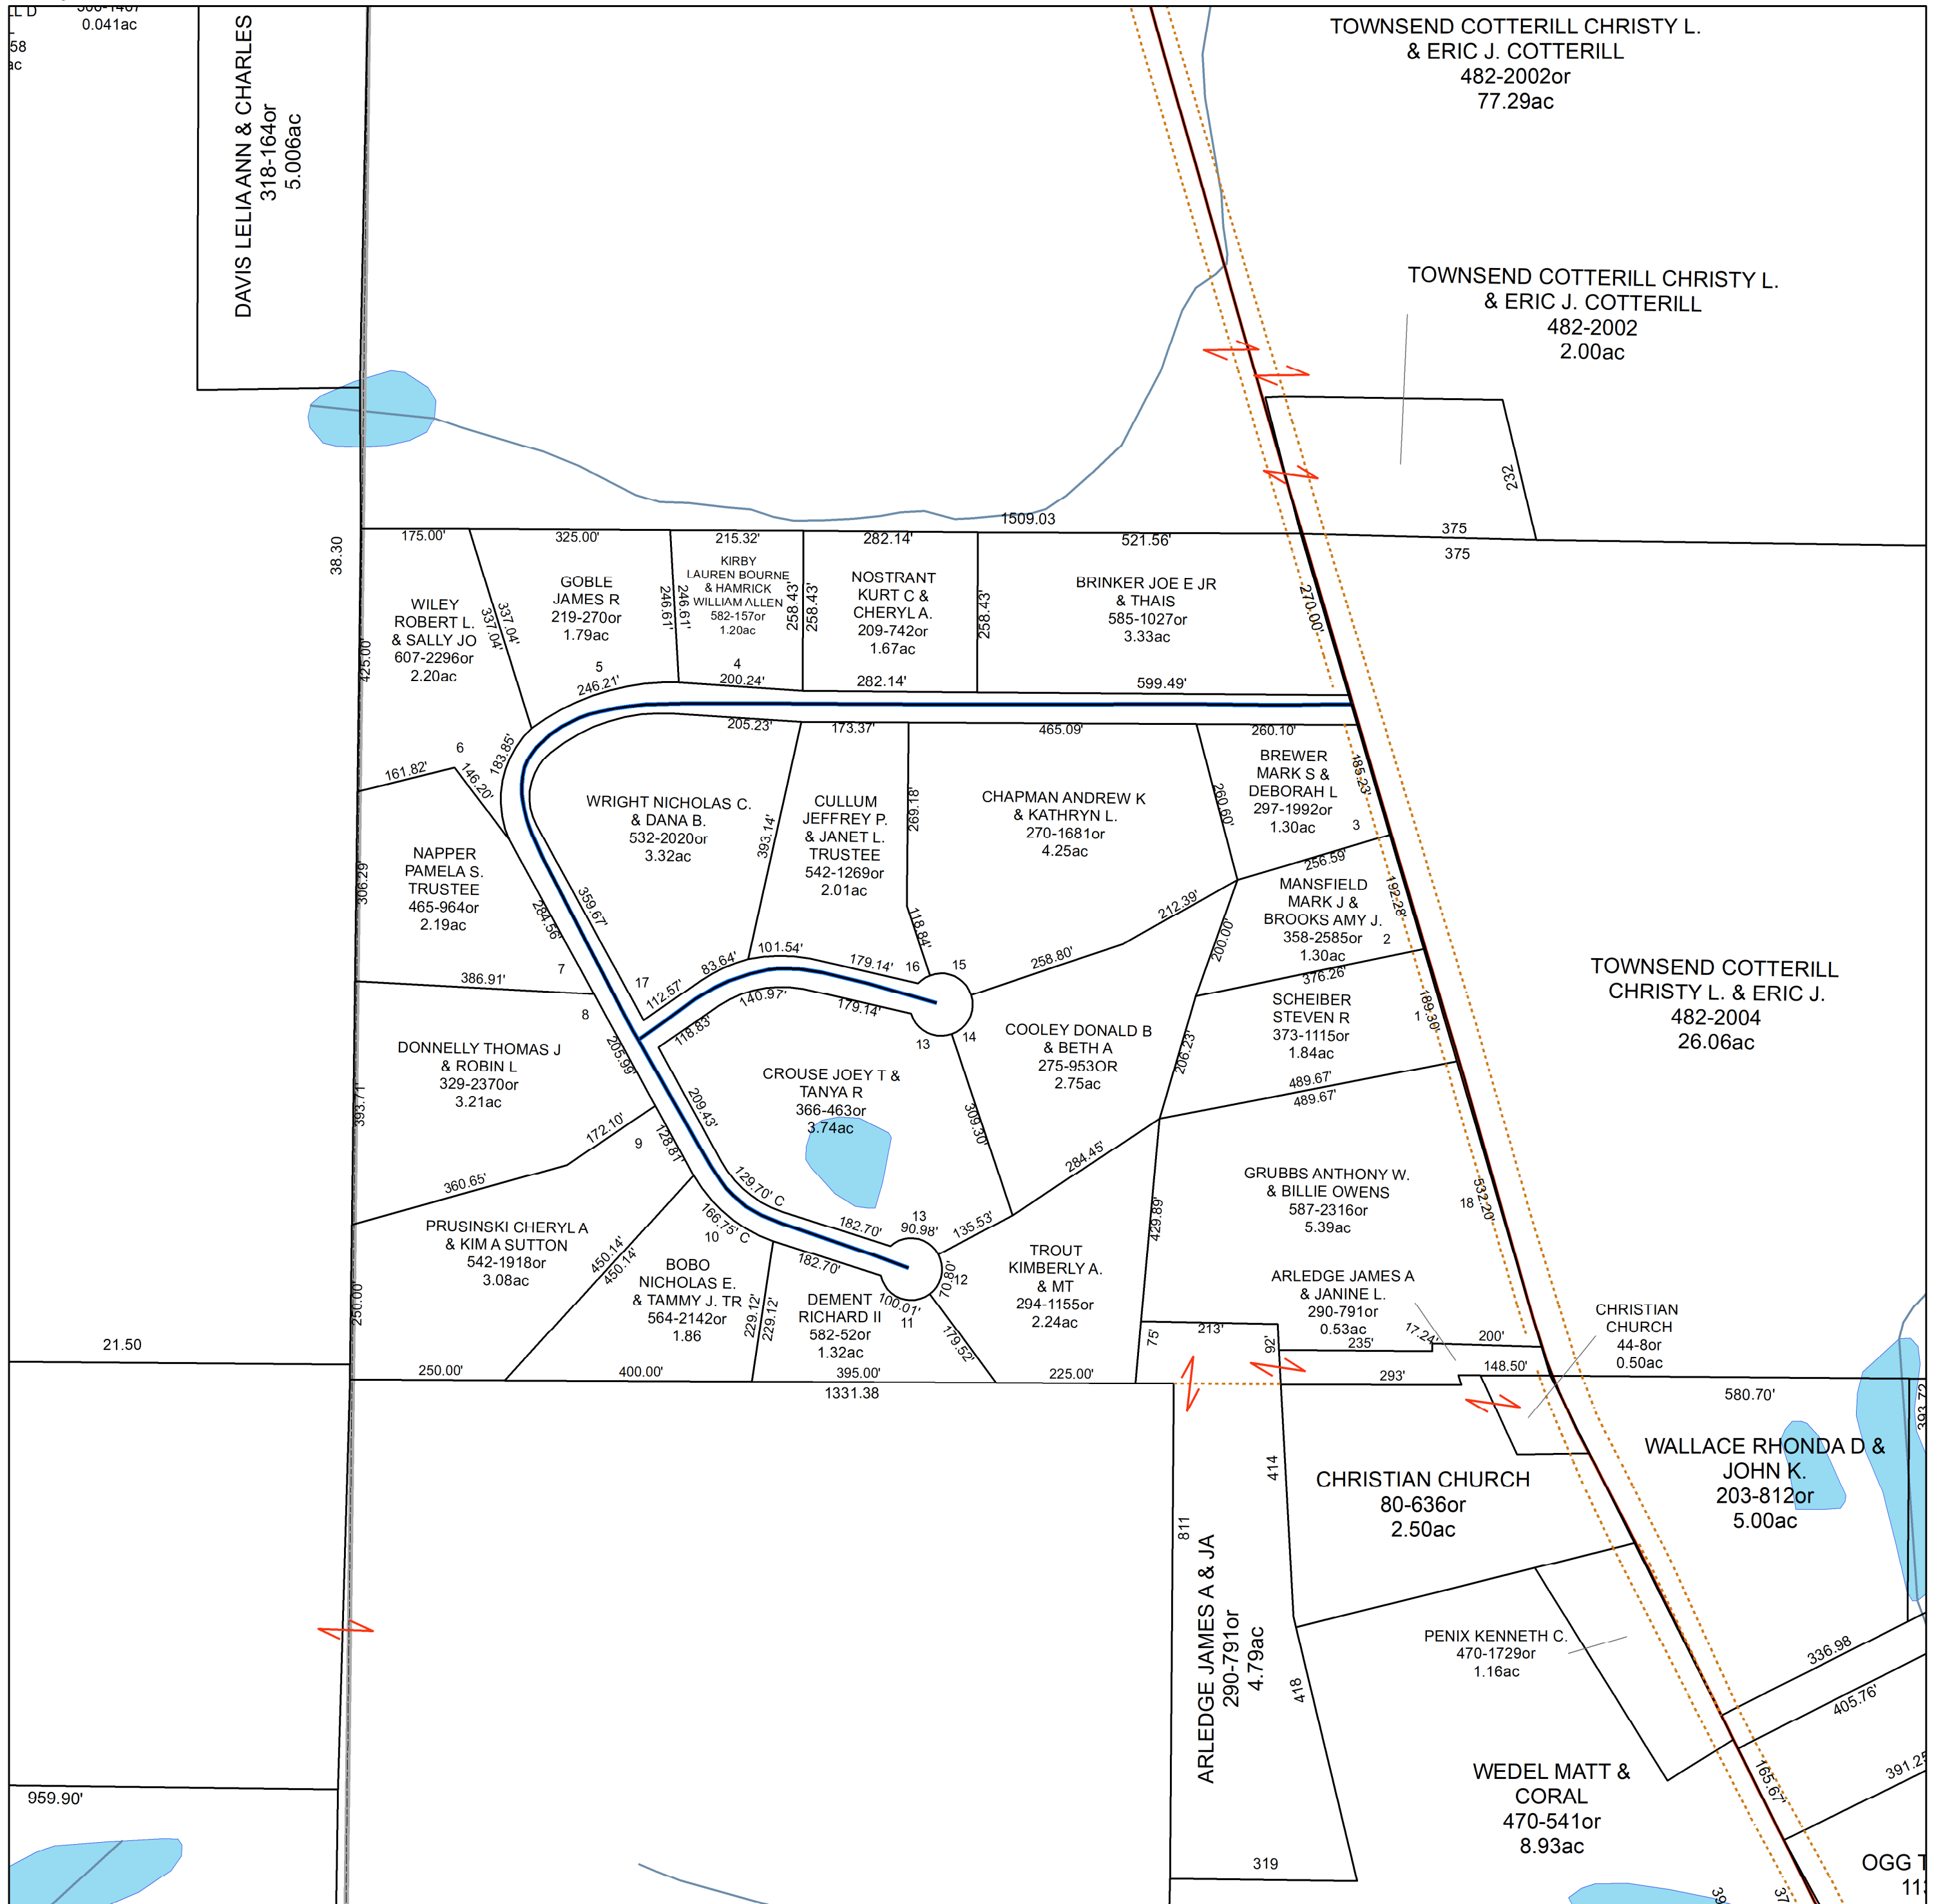 0.041ac
58
ac
DAVIS LELIA ANN & CHARLES
318-164or
5.006ac
TOWNSEND COTTERILL CHRISTY L.
& ERIC J. COTTERILL
482-2002or
77.29ac
TOWNSEND COTTERILL CHRISTY L.
& ERIC J. COTTERILL
482-2002
2.00ac
232
1509.03
375
375
38.30
175.00'
325.00'
215.32'
282.14'
521.56'
270.00'
WILEY
ROBERT L.
& SALLY JO
607-2296or
2.20ac
425.00'
337.04'
337.04'
GOBLE
JAMES R
219-270or
1.79ac
5
246.21'
246.61'
246.61'
KIRBY
LAUREN BOURNE
& HAMRICK
WILLIAM ALLEN
582-157or
1.20ac
4
200.24'
258.43'
258.43'
NOSTRANT
KURT C &
CHERYL A.
209-742or
1.67ac
282.14'
258.43'
BRINKER JOE E JR
& THAIS
585-1027or
3.33ac
599.49'
205.23'
173.37'
465.09'
260.10'
6
183.85'
161.82'
146.20'
WRIGHT NICHOLAS C.
& DANA B.
532-2020or
3.32ac
393.14'
CULLUM
JEFFREY P.
& JANET L.
TRUSTEE
542-1269or
2.01ac
269.18'
118.84'
CHAPMAN ANDREW K
& KATHRYN L.
270-1681or
4.25ac
260.60'
BREWER
MARK S &
DEBORAH L
297-1992or
1.30ac
3
185.23'
256.59'
NAPPER
PAMELA S.
TRUSTEE
465-964or
2.19ac
306.29'
284.56'
359.67'
212.39'
258.80'
200.00'
MANSFIELD
MARK J &
BROOKS AMY J.
358-2585or
1.30ac
2
192.28'
376.26'
386.91'
7
17
112.57'
83.64'
101.54'
179.14'
16
15
140.97'
179.14'
118.83'
13
14
8
205.99'
DONNELLY THOMAS J
& ROBIN L
329-2370or
3.21ac
393.71'
209.43'
CROUSE JOEY T &
TANYA R
366-463or
3.74ac
309.30'
COOLEY DONALD B
& BETH A
275-953OR
2.75ac
206.23'
SCHEIBER
STEVEN R
373-1115or
1.84ac
1
189.30'
489.67'
489.67'
TOWNSEND COTTERILL
CHRISTY L. & ERIC J.
482-2004
26.06ac
172.10'
9
128.81'
360.65'
284.45'
129.70' C
166.75' C
10
182.70'
182.70'
13
90.98'
135.53'
70.80'
12
100.01'
11
179.52'
429.89'
GRUBBS ANTHONY W.
& BILLIE OWENS
587-2316or
5.39ac
18
532.20'
PRUSINSKI CHERYL A
& KIM A SUTTON
542-1918or
3.08ac
250.00'
450.14'
450.14'
BOBO
NICHOLAS E.
& TAMMY J. TR
564-2142or
1.86
229.12'
229.12'
DEMENT
RICHARD II
582-52or
1.32ac
TROUT
KIMBERLY A.
& MT
294-1155or
2.24ac
ARLEDGE JAMES A
& JANINE L.
290-791or
0.53ac
17.24'
CHRISTIAN
CHURCH
44-8or
0.50ac
75'
213'
92'
235'
200'
21.50
250.00'
400.00'
395.00'
225.00'
293'
148.50'
1331.38
580.70'
393.72
414
811
CHRISTIAN CHURCH
80-636or
2.50ac
WALLACE RHONDA D &
JOHN K.
203-812or
5.00ac
ARLEDGE JAMES A & JA
290-791or
4.79ac
418
PENIX KENNETH C.
470-1729or
1.16ac
336.98
405.76'
165.67'
391.25
WEDEL MATT &
CORAL
470-541or
8.93ac
959.90'
319
OGG T
113
39
37